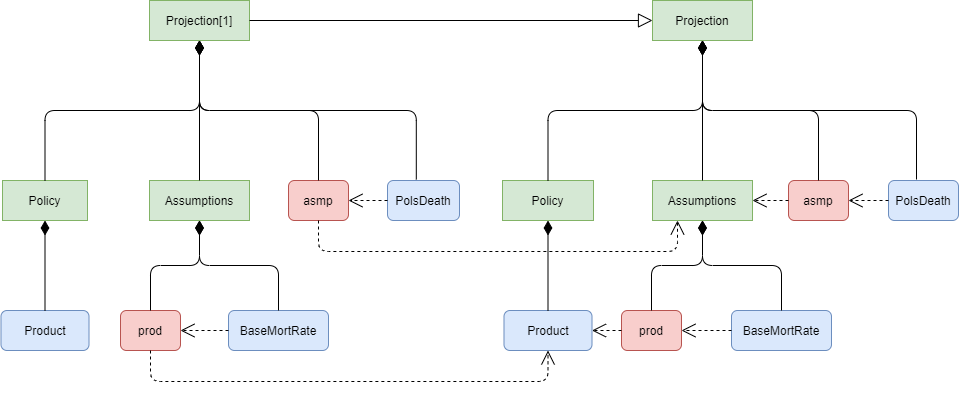 Projection[1]
Projection
Policy
Assumptions
asmp
PolsDeath
Policy
Assumptions
asmp
PolsDeath
Product
prod
BaseMortRate
Product
prod
BaseMortRate